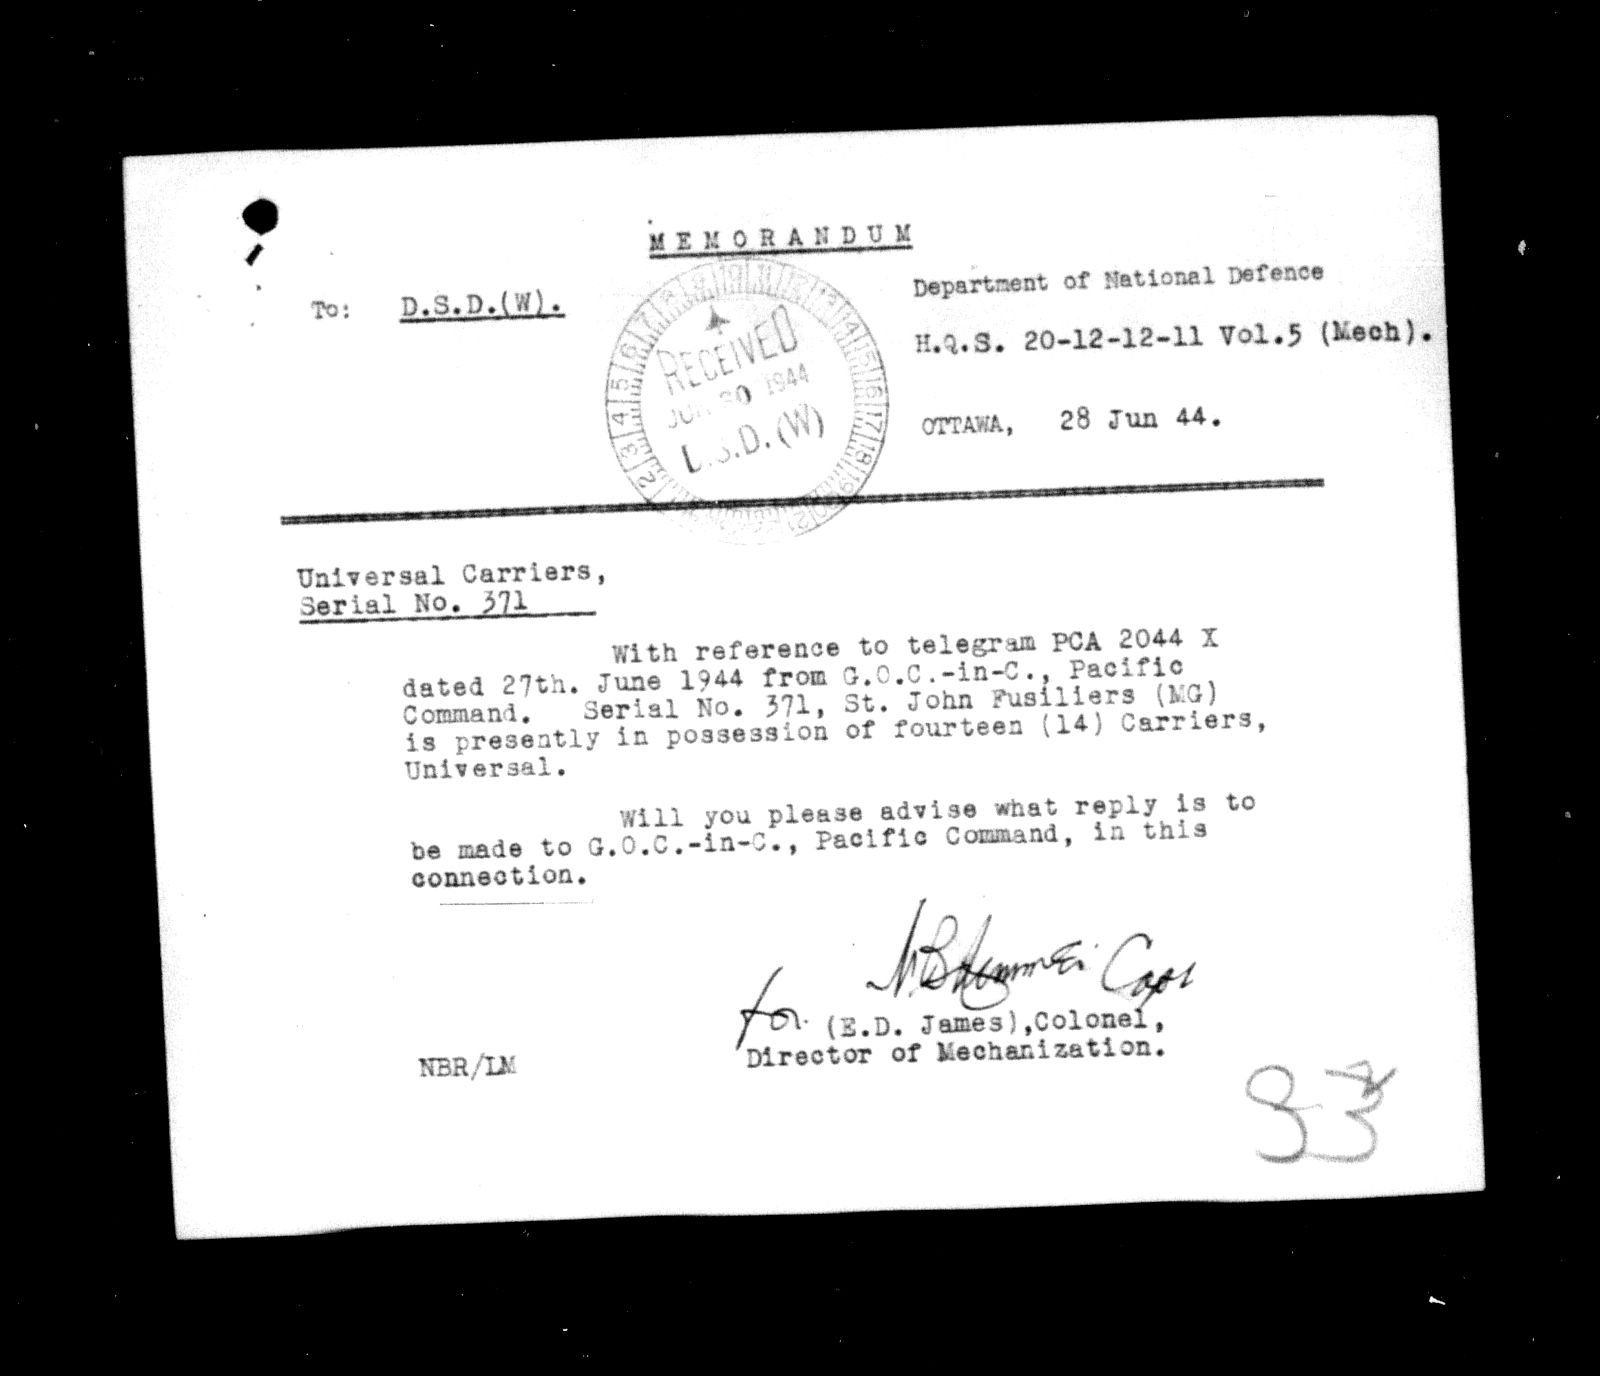 MEMORANDUM
To: D.S.D.(W).
Department of National Defence
H.Q.S. 20-12-12-11 Vol.5 (Mech).
OTTAWA, 28 Jun 44.
RECEIVED
JUN 30 1944
D.S.D. (W)
Universal Carriers,
Serial No. 371
With reference to telegram PCA 2044 X
dated 27th. June 1944 from G.O.C.-in-C., Pacific
Command. Serial No. 371, St. John Fusiliers (MG)
is presently in possession of fourteen (14) Carriers,
Universal.
Will you please advise what reply is to
be made to G.O.C.-in-C., Pacific Command, in this
connection.
Capt
for (E.D. James),Colonel,
Director of Mechanization.
NBR/LM